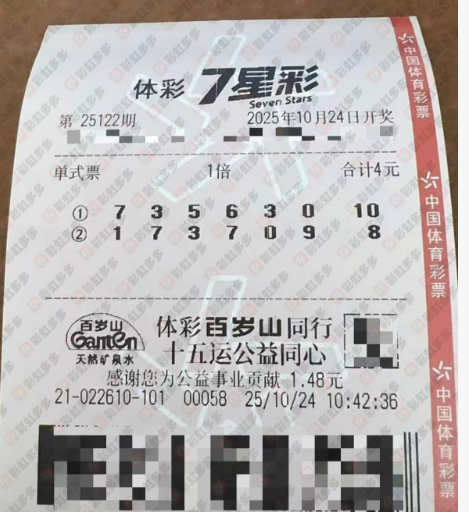 体彩 7星彩
Seven Stars
第 25122期 2025年10月24日开奖
单式票 1倍 合计4元
① 7 3 5 6 3 0 10
② 1 7 3 7 0 9 8
百岁山
Ganten
天然矿泉水
体彩百岁山同行
十五运公益同心
感谢您为公益事业贡献 1.48元
21-022610-101 00058 25/10/24 10:42:36
中国体育彩票
中国体育彩票
中国体育彩票
彩虹多多